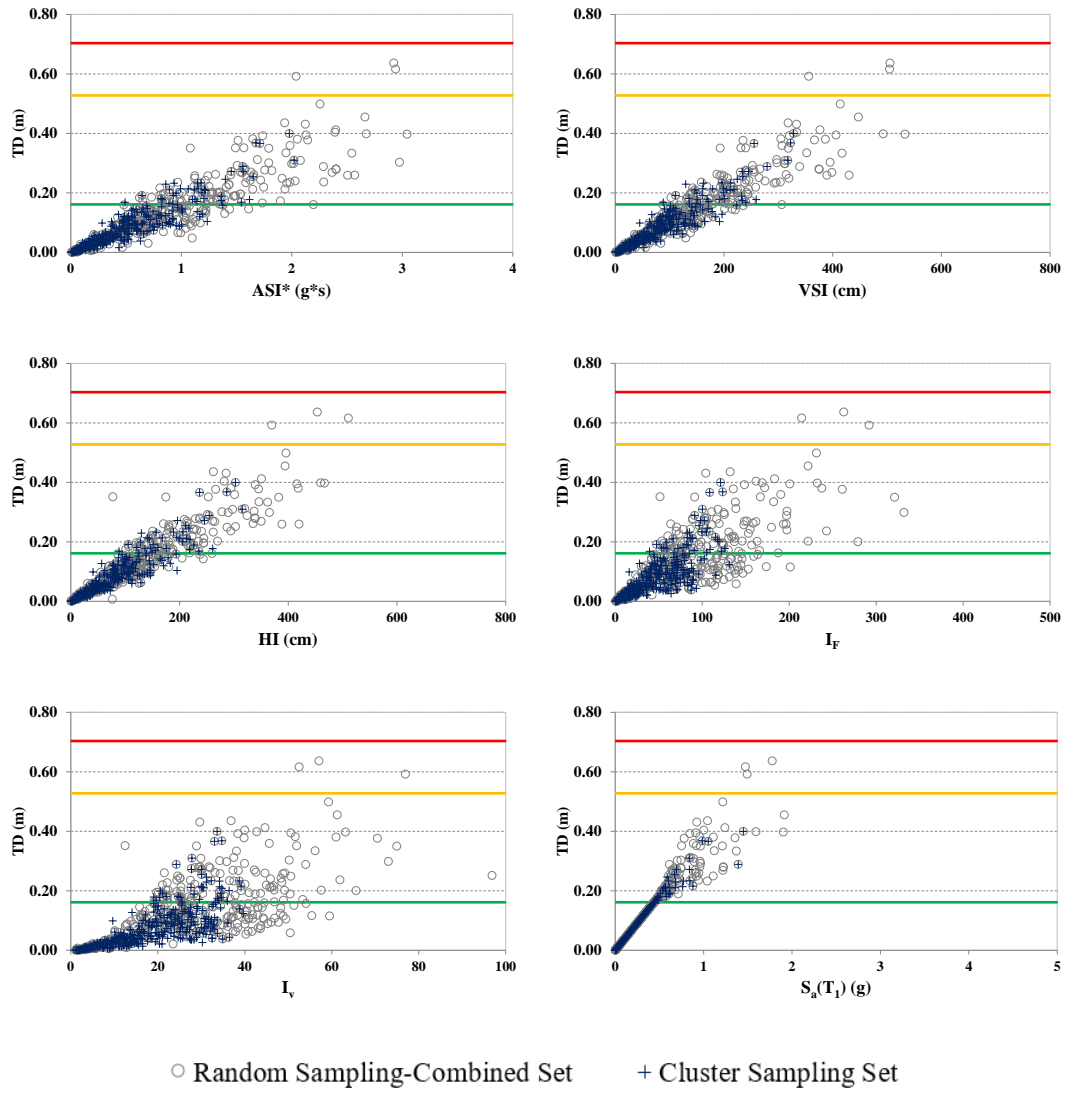 0.80 0.80
0.60 0.60
TD (m) TD (m)
0.40 0.40
0.20 0.20
0.00 0.00
0 1 2 3 4 0 200 400 600 800
ASI* (g*s) VSI (cm)
0.80 0.80
0.60 0.60
TD (m) TD (m)
0.40 0.40
0.20 0.20
0.00 0.00
0 200 400 600 800 0 100 200 300 400 500
HI (cm) I_F
0.80 0.80
0.60 0.60
TD (m) TD (m)
0.40 0.40
0.20 0.20
0.00 0.00
0 20 40 60 80 100 0 1 2 3 4 5
I_v S_a(T_1) (g)
Random Sampling-Combined Set Cluster Sampling Set